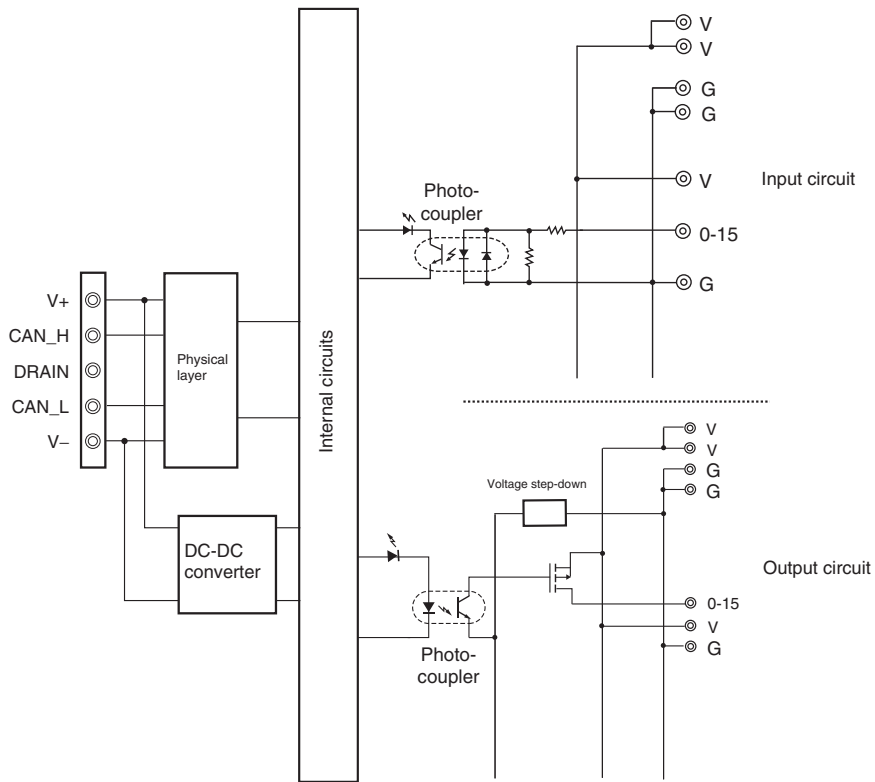 V+
CAN_H
DRAIN
CAN_L
V–
Physical
layer
DC-DC
converter
Internal circuits
Photo-
coupler
V
V
G
G
V
0-15
G
Input circuit
Voltage step-down
Photo-
coupler
V
V
G
G
0-15
V
G
Output circuit